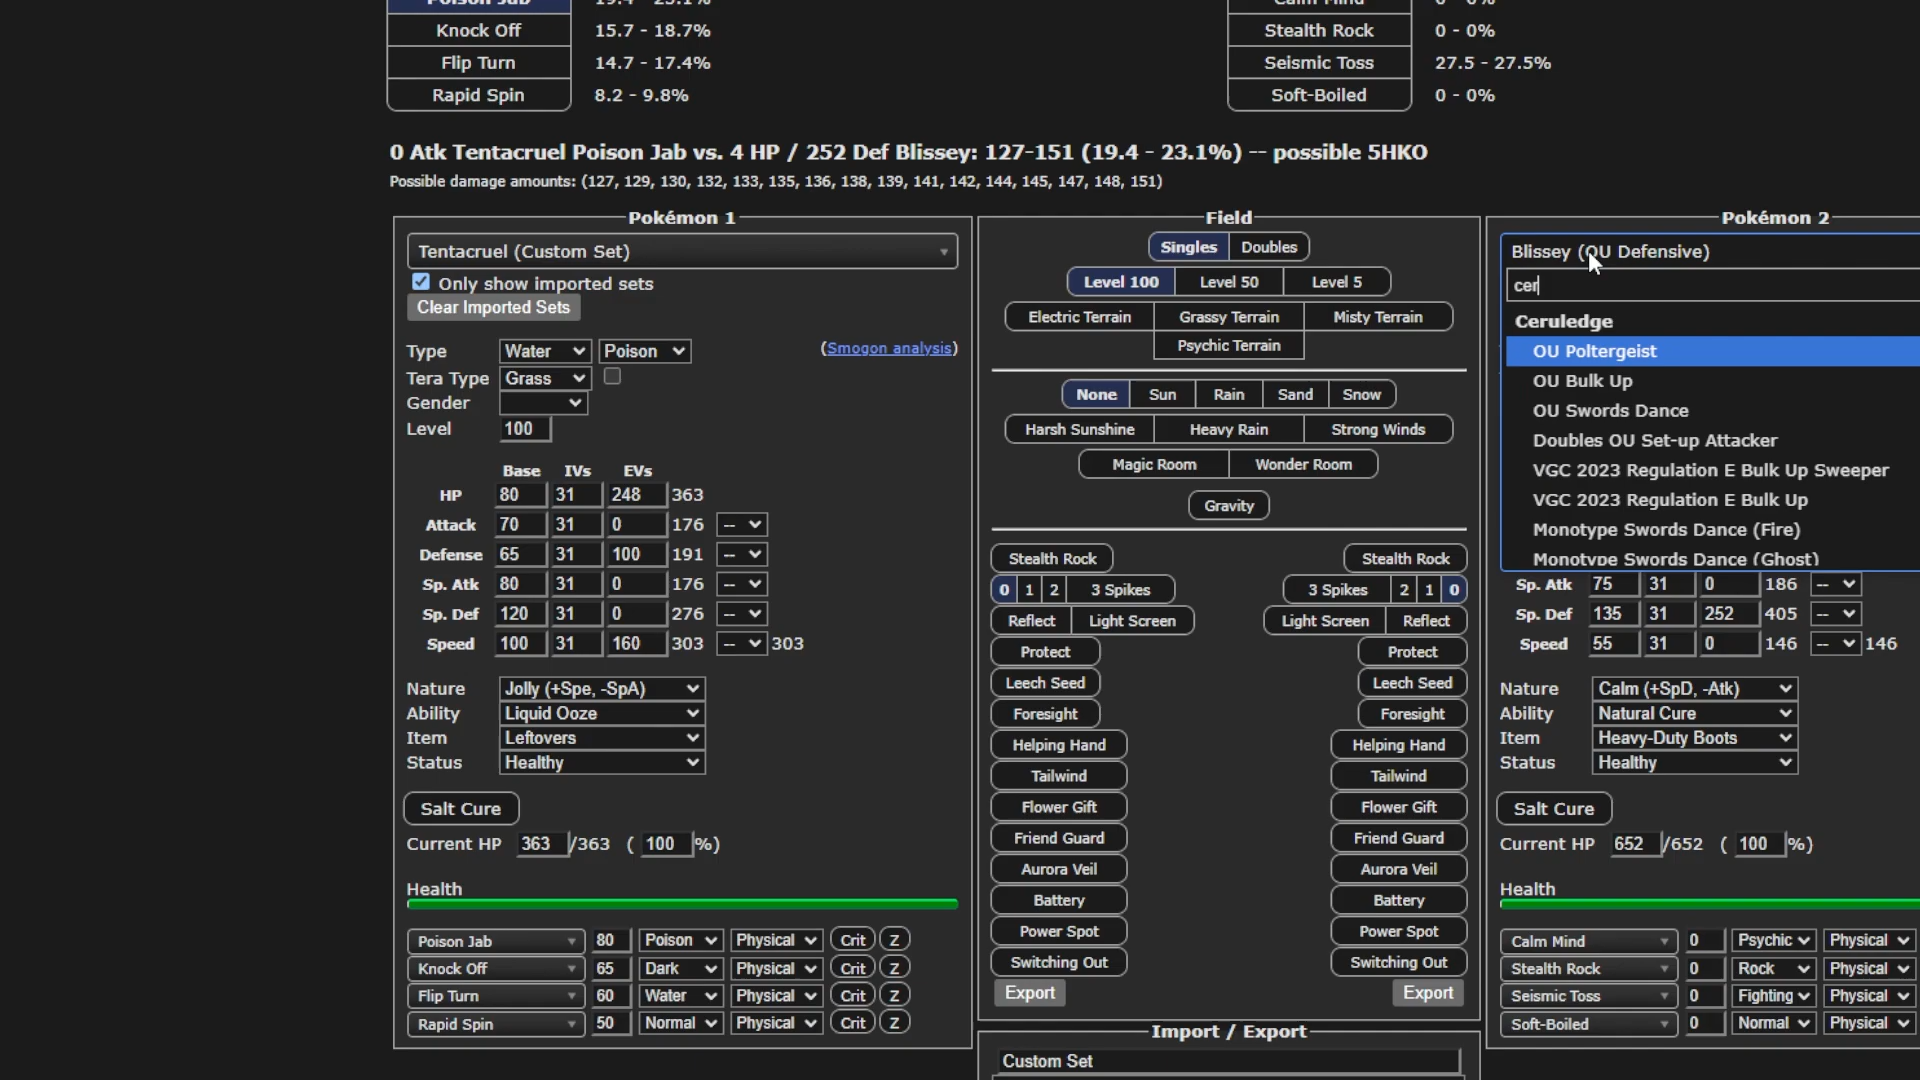 Poison Jab 19.4 - 23.1%
Knock Off 15.7 - 18.7%
Flip Turn 14.7 - 17.4%
Rapid Spin 8.2 - 9.8%
Calm Mind 0 - 0%
Stealth Rock 0 - 0%
Seismic Toss 27.5 - 27.5%
Soft-Boiled 0 - 0%
0 Atk Tentacruel Poison Jab vs. 4 HP / 252 Def Blissey: 127-151 (19.4 - 23.1%) -- possible 5HKO
Possible damage amounts: (127, 129, 130, 132, 133, 135, 136, 138, 139, 141, 142, 144, 145, 147, 148, 151)
Pokémon 1
Tentacruel (Custom Set)
Only show imported sets
Clear Imported Sets
Type Water Poison (Smogon analysis)
Tera Type Grass
Gender
Level 100
Base IVs EVs
HP 80 31 248 363
Attack 70 31 0 176 --
Defense 65 31 100 191 --
Sp. Atk 80 31 0 176 --
Sp. Def 120 31 0 276 --
Speed 100 31 160 303 -- 303
Nature Jolly (+Spe, -SpA)
Ability Liquid Ooze
Item Leftovers
Status Healthy
Salt Cure
Current HP 363/363 ( 100 %)
Health
Poison Jab 80 Poison Physical Crit Z
Knock Off 65 Dark Physical Crit Z
Flip Turn 60 Water Physical Crit Z
Rapid Spin 50 Normal Physical Crit Z
Field
Singles Doubles
Level 100 Level 50 Level 5
Electric Terrain Grassy Terrain Misty Terrain
Psychic Terrain
None Sun Rain Sand Snow
Harsh Sunshine Heavy Rain Strong Winds
Magic Room Wonder Room
Gravity
Stealth Rock Stealth Rock
0 1 2 3 Spikes 3 Spikes 2 1 0
Reflect Light Screen Light Screen Reflect
Protect Protect
Leech Seed Leech Seed
Foresight Foresight
Helping Hand Helping Hand
Tailwind Tailwind
Flower Gift Flower Gift
Friend Guard Friend Guard
Aurora Veil Aurora Veil
Battery Battery
Power Spot Power Spot
Switching Out Switching Out
Export Export
Import / Export
Custom Set
Pokémon 2
Blissey (OU Defensive)
cer
Ceruledge
OU Poltergeist
OU Bulk Up
OU Swords Dance
Doubles OU Set-up Attacker
VGC 2023 Regulation E Bulk Up Sweeper
VGC 2023 Regulation E Bulk Up
Monotype Swords Dance (Fire)
Monotype Swords Dance (Ghost)
Sp. Atk 75 31 0 186 --
Sp. Def 135 31 252 405 --
Speed 55 31 0 146 -- 146
Nature Calm (+SpD, -Atk)
Ability Natural Cure
Item Heavy-Duty Boots
Status Healthy
Salt Cure
Current HP 652/652 ( 100 %)
Health
Calm Mind 0 Psychic Physical
Stealth Rock 0 Rock Physical
Seismic Toss 0 Fighting Physical
Soft-Boiled 0 Normal Physical